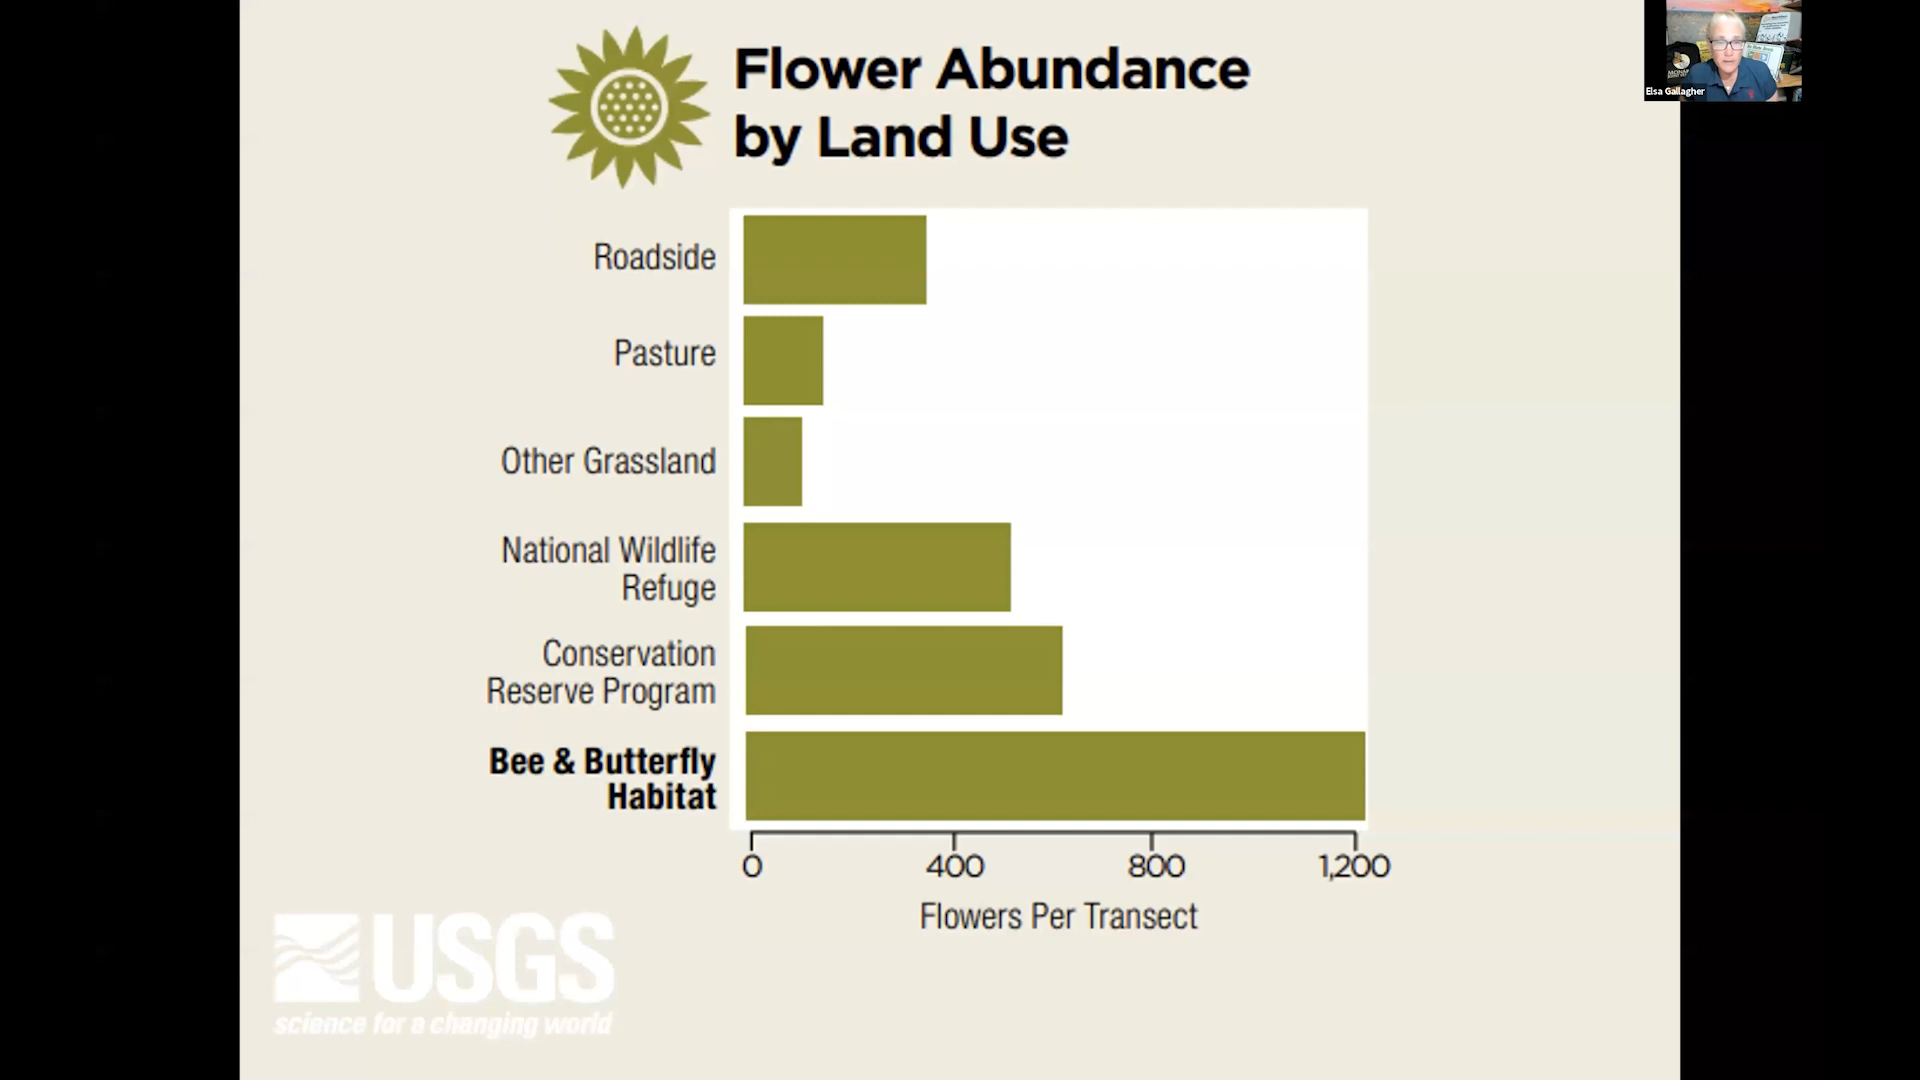 Flower Abundance
by Land Use
Elsa Gallagher
Roadside
Pasture
Other Grassland
National Wildlife
Refuge
Conservation
Reserve Program
Bee & Butterfly
Habitat
0 400 800 1,200
Flowers Per Transect
USGS
science for a changing world